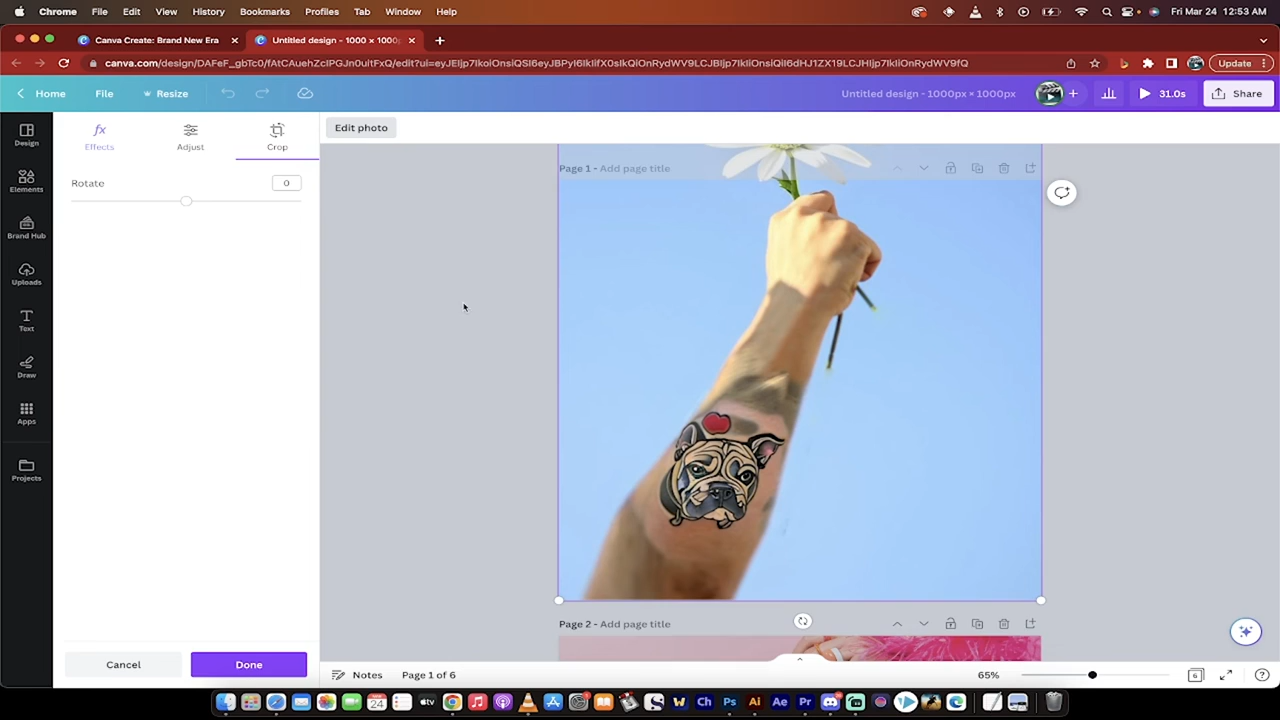 Chrome File Edit View History Bookmarks Profiles Tab Window Help Fri Mar 24 12:53 AM
Canva Create: Brand New Era Untitled design - 1000 × 1000p
Update
Home File Resize Untitled design - 1000px × 1000px 31.0s Share
Design
Elements
Brand Hub
Uploads
Text
Draw
Apps
Projects
Effects Adjust Crop
Rotate 0
Cancel Done
Edit photo
Page 1 - Add page title
Page 2 - Add page title
Notes Page 1 of 6 65% 6